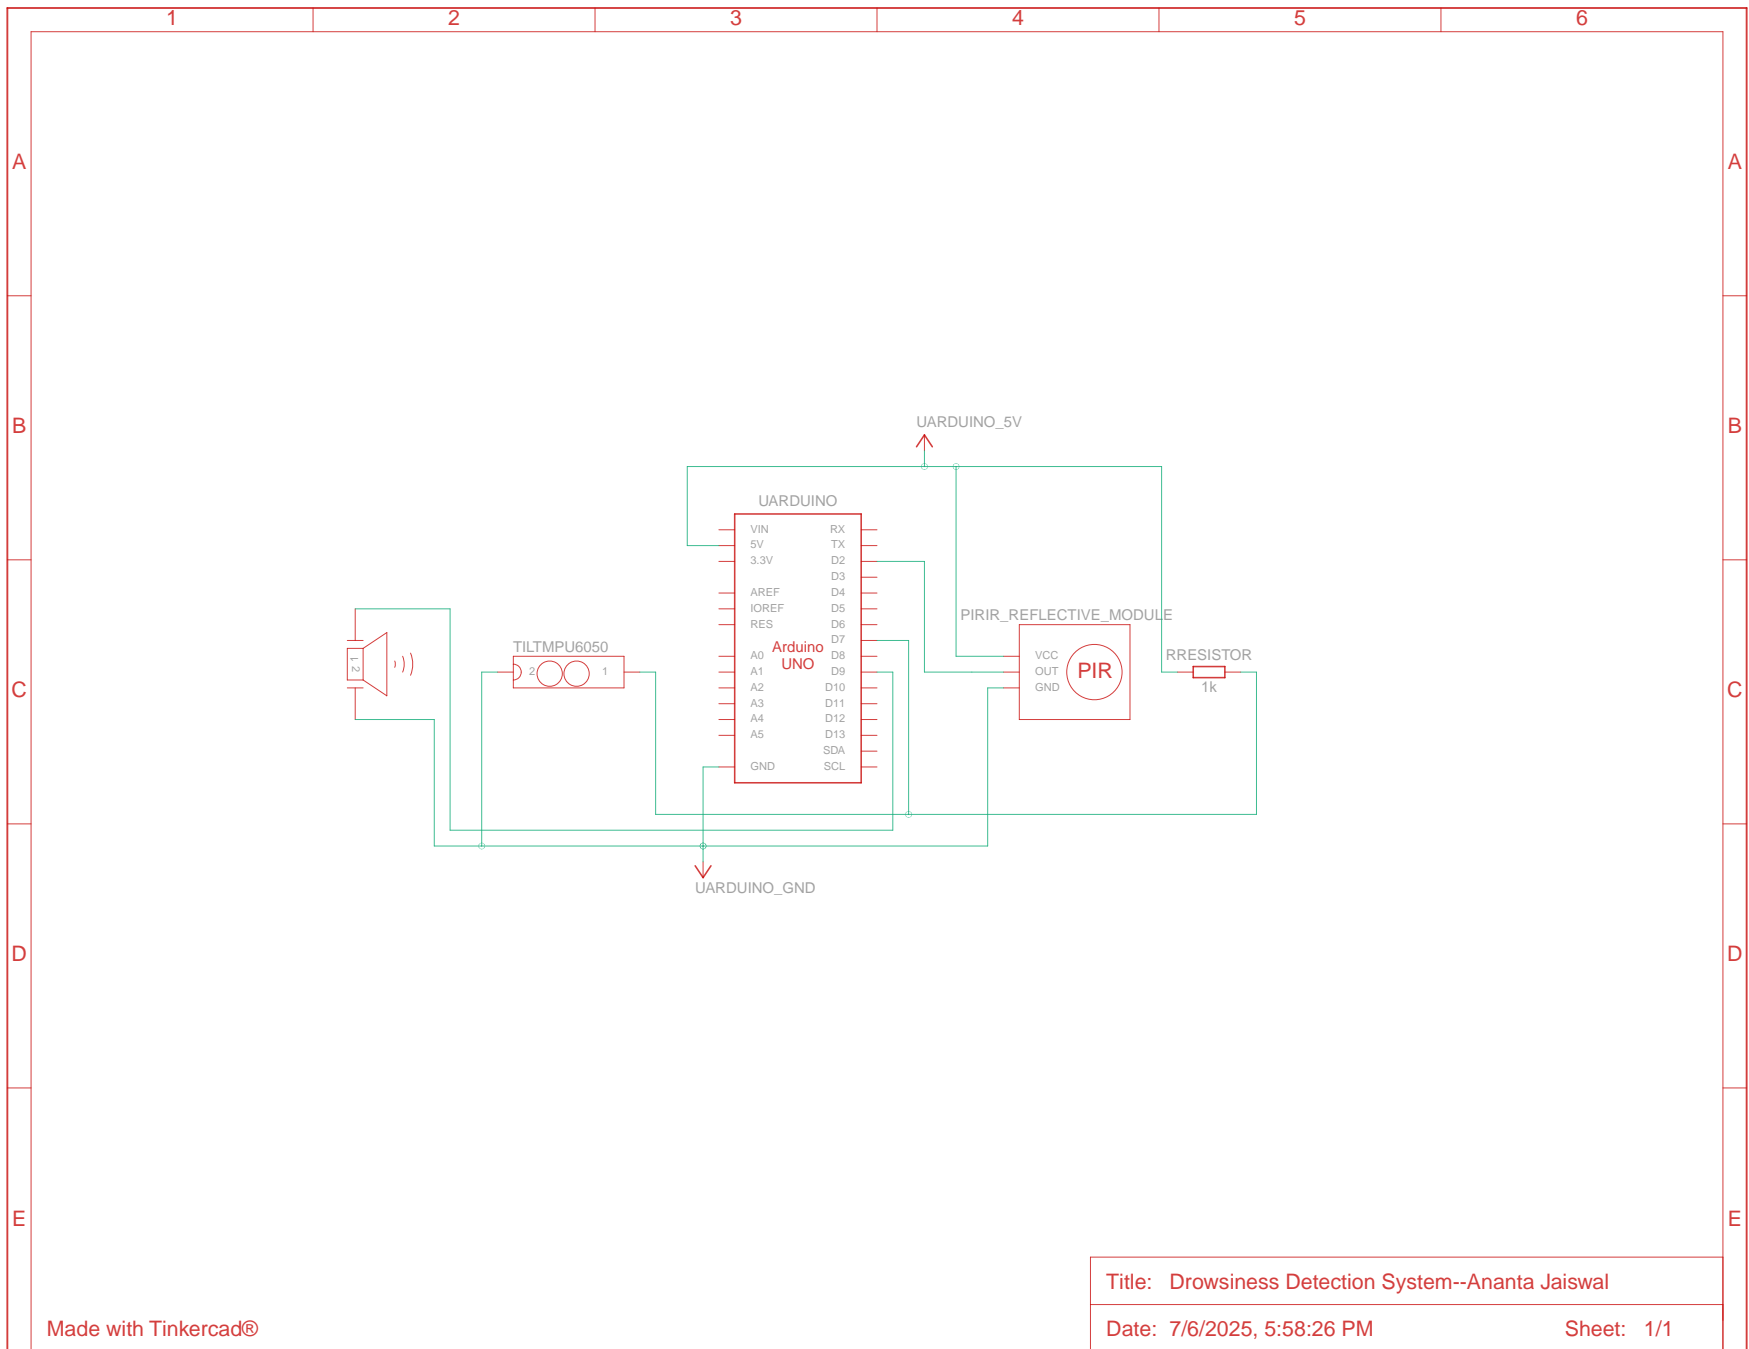 1 2 3 4 5 6
A A
B B
C C
D D
E E
UARDUINO_5V
UARDUINO
VIN RX
5V TX
3.3V D2
D3
AREF D4
IOREF D5
RES D6
D7
Arduino
UNO
A0 D8
A1 D9
A2 D10
A3 D11
A4 D12
A5 D13
SDA
GND SCL
1 2
TILTMPU6050
2 1
PIRIR_REFLECTIVE_MODULE
VCC
OUT
GND
PIR
RRESISTOR
1k
UARDUINO_GND
Title: Drowsiness Detection System--Ananta Jaiswal
Made with Tinkercad®
Date: 7/6/2025, 5:58:26 PM Sheet: 1/1